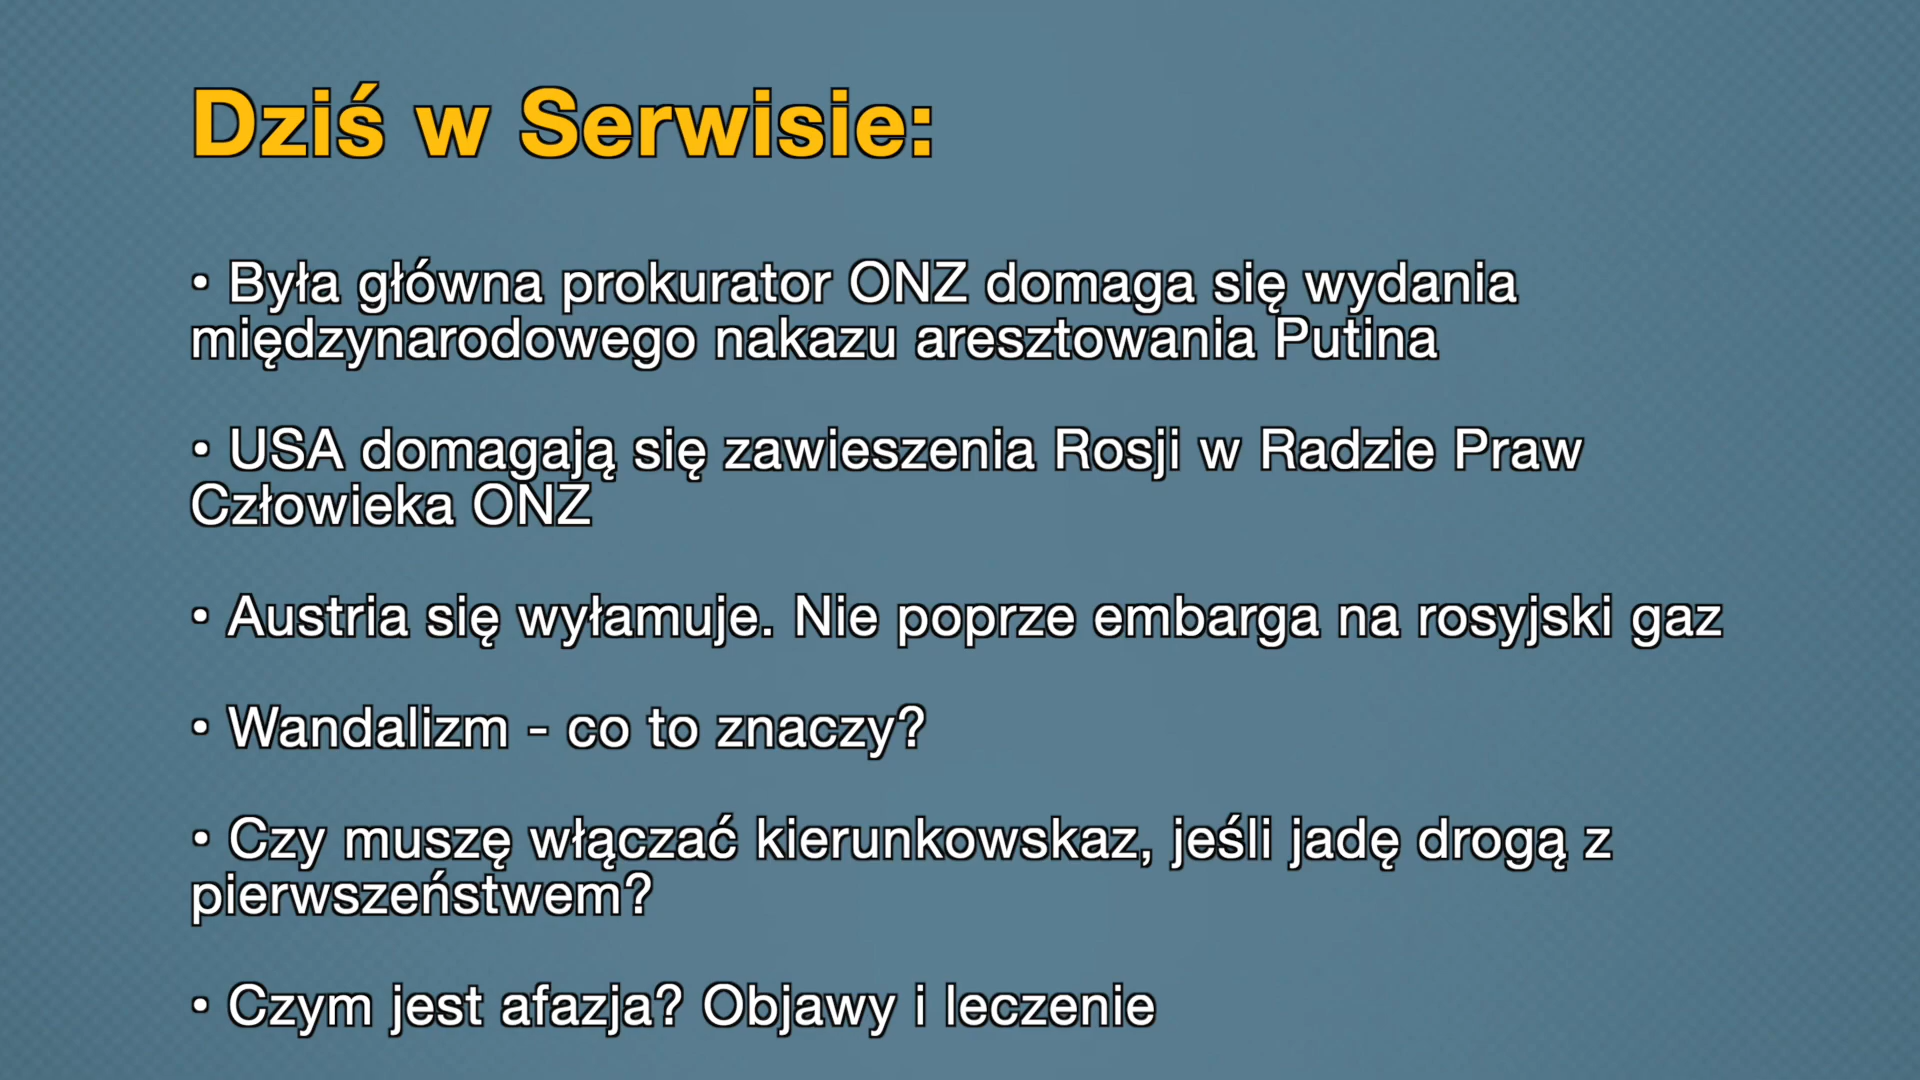 Dziś w Serwisie:
• Była główna prokurator ONZ domaga się wydania
międzynarodowego nakazu aresztowania Putina
• USA domagają się zawieszenia Rosji w Radzie Praw
Człowieka ONZ
• Austria się wyłamuje. Nie poprze embarga na rosyjski gaz
• Wandalizm - co to znaczy?
• Czy muszę włączać kierunkowskaz, jeśli jadę drogą z
pierwszeństwem?
• Czym jest afazja? Objawy i leczenie